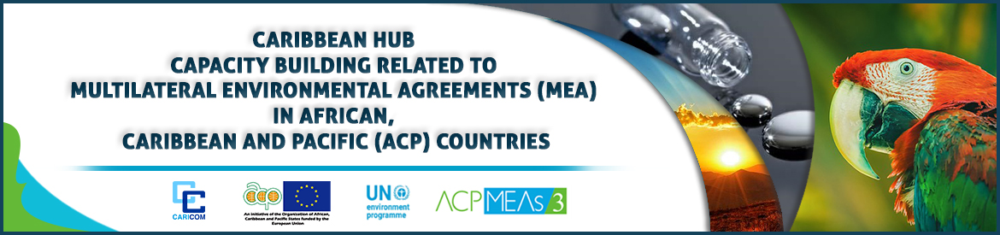 CARIBBEAN HUB
CAPACITY BUILDING RELATED TO
MULTILATERAL ENVIRONMENTAL AGREEMENTS (MEA)
IN AFRICAN,
CARIBBEAN AND PACIFIC (ACP) COUNTRIES
CARICOM
acp
An initiative of the Organization of African,
Caribbean and Pacific States funded by the
European Union
UN
environment
programme
ACP MEAs /3